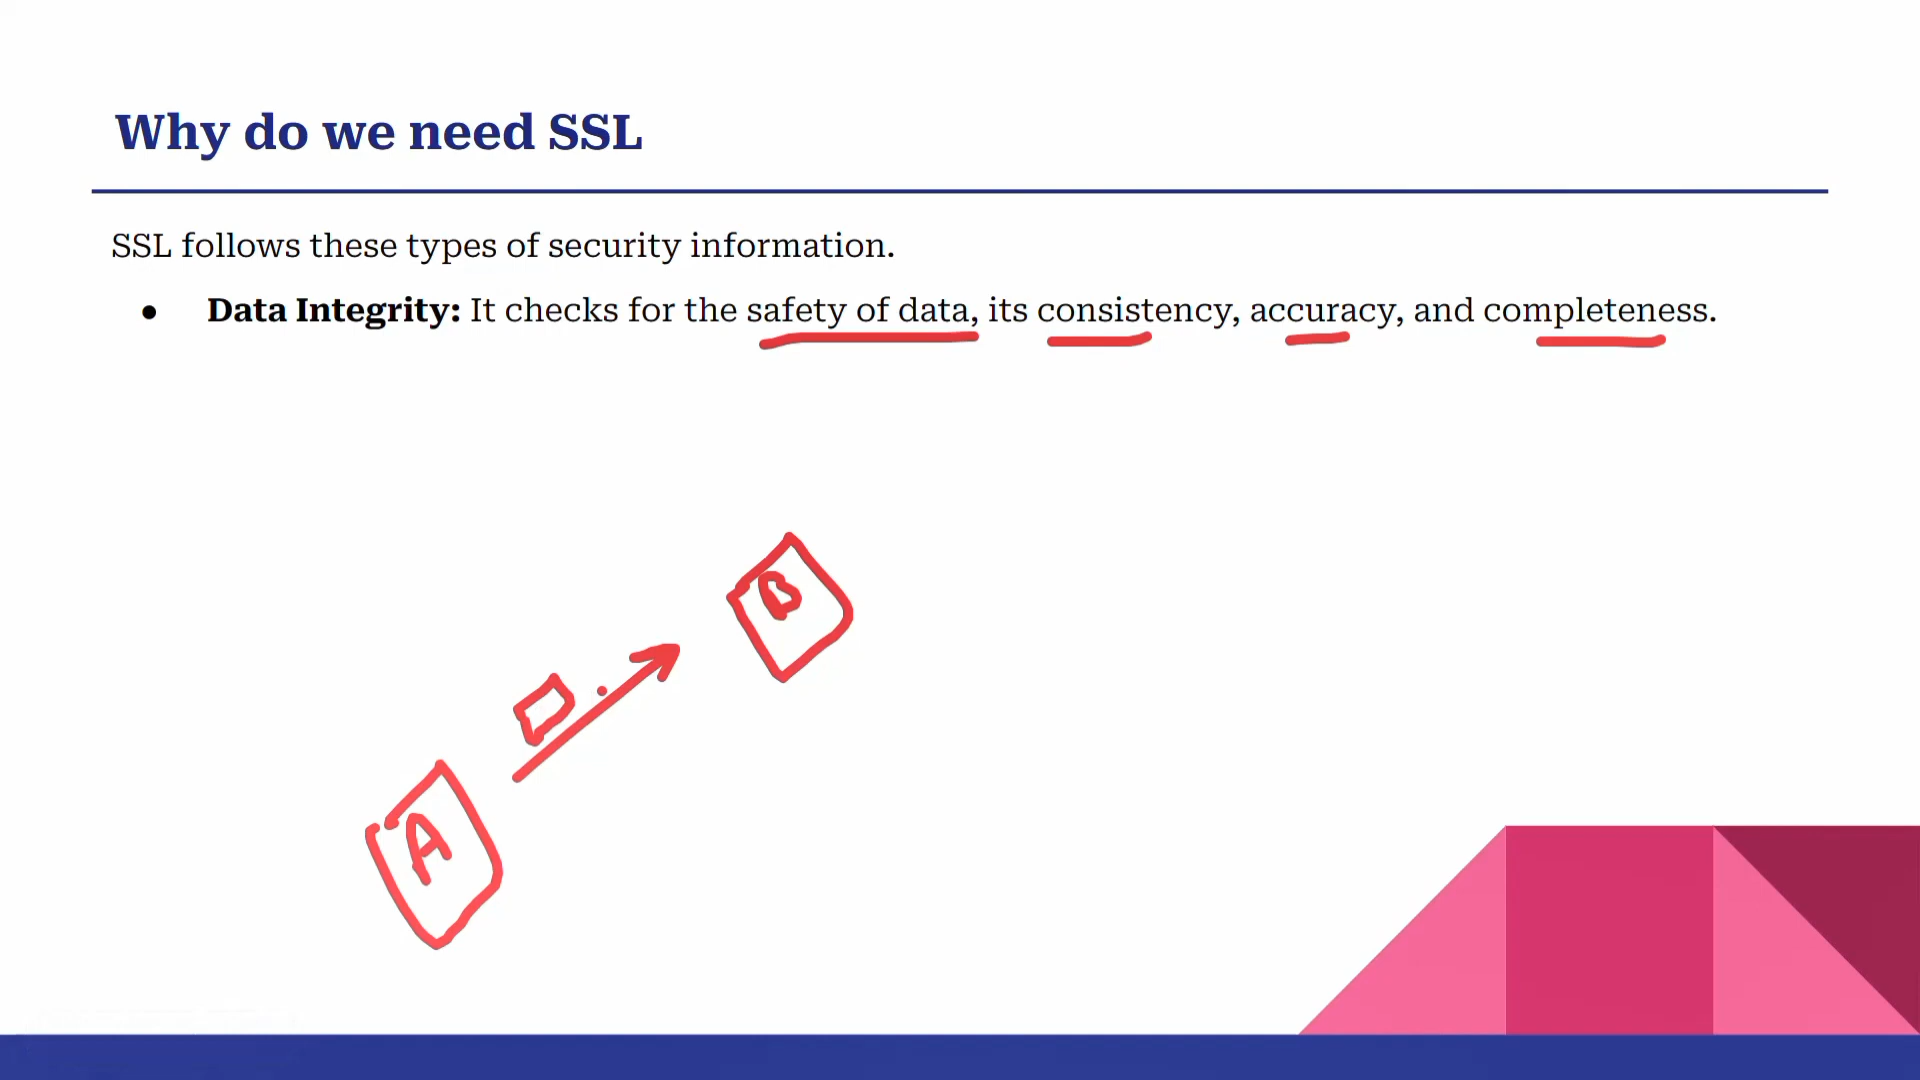 Why do we need SSL
SSL follows these types of security information.
● Data Integrity: It checks for the safety of data, its consistency, accuracy, and completeness.
B
A